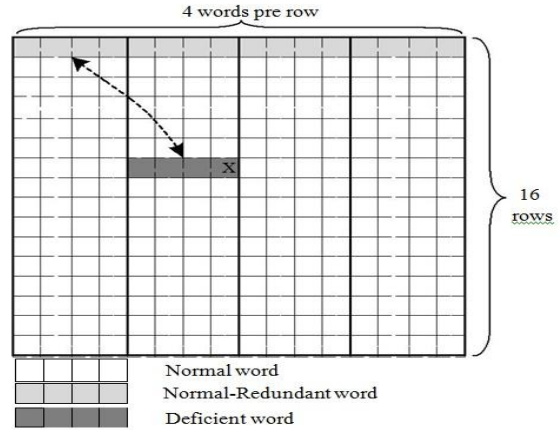 4 words pre row
X
16
rows
Normal word
Normal-Redundant word
Deficient word